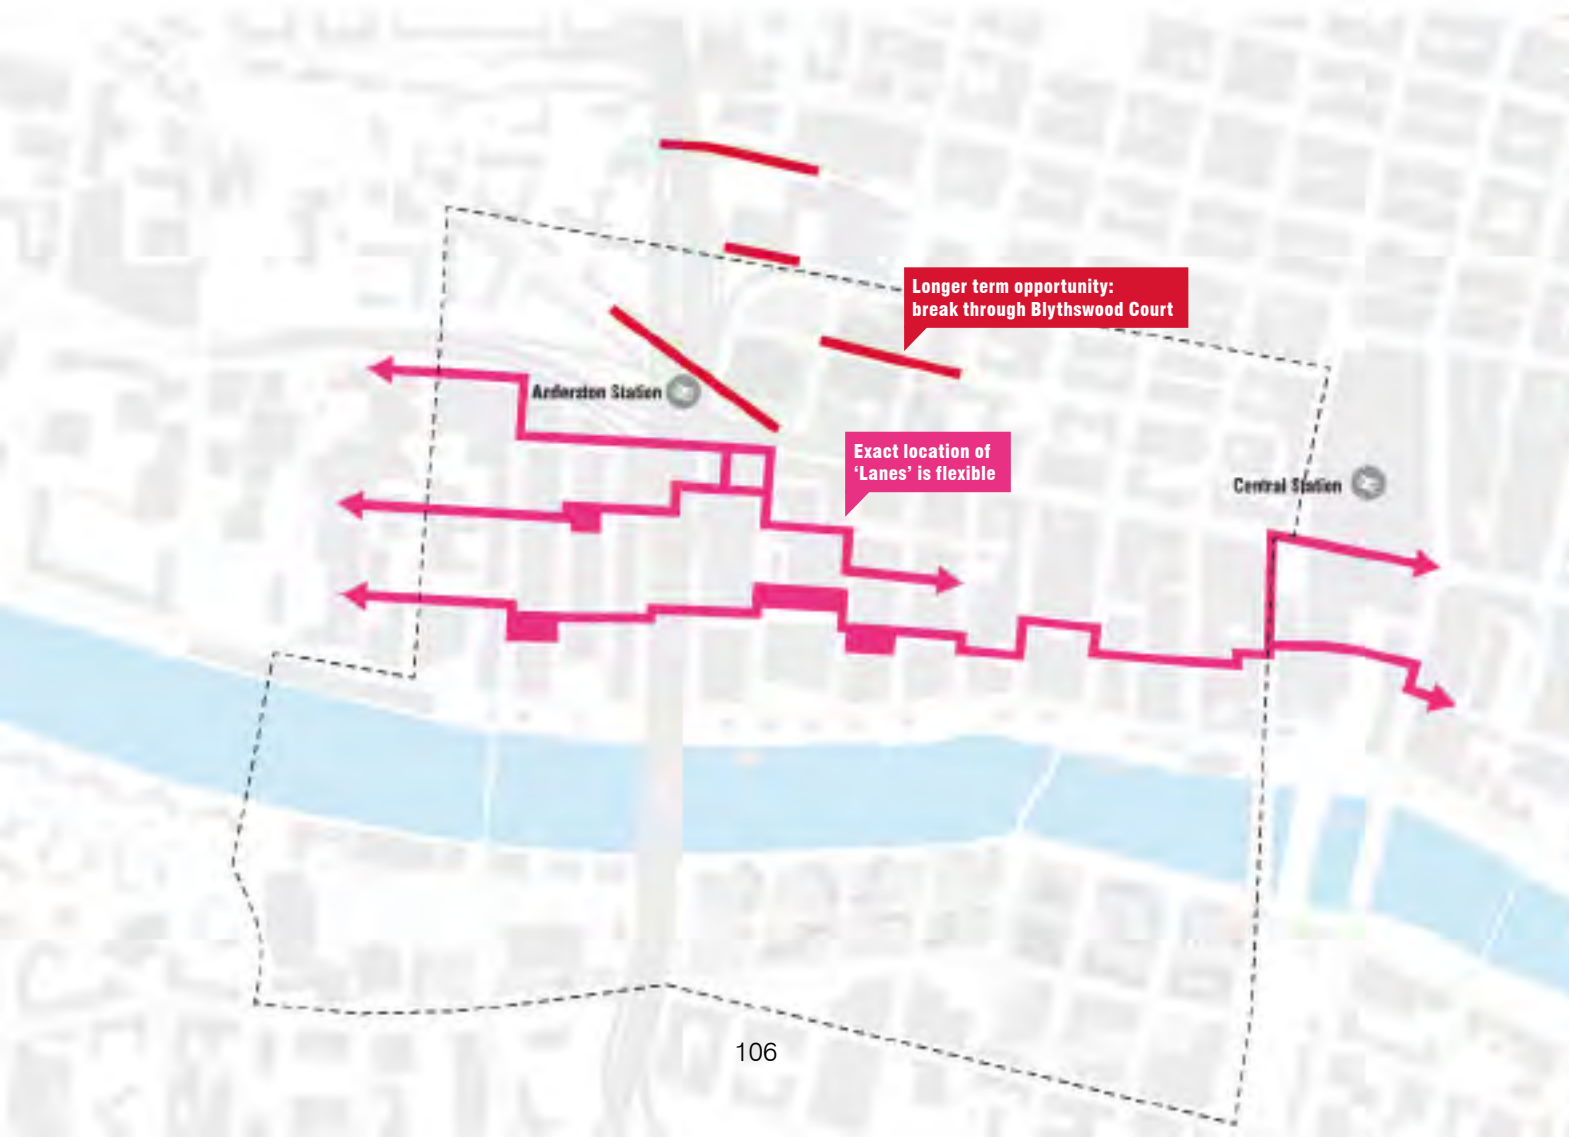 Longer term opportunity:
break through Blythswood Court
Anderston Station
Exact location of
‘Lanes’ is flexible
Central Station
106